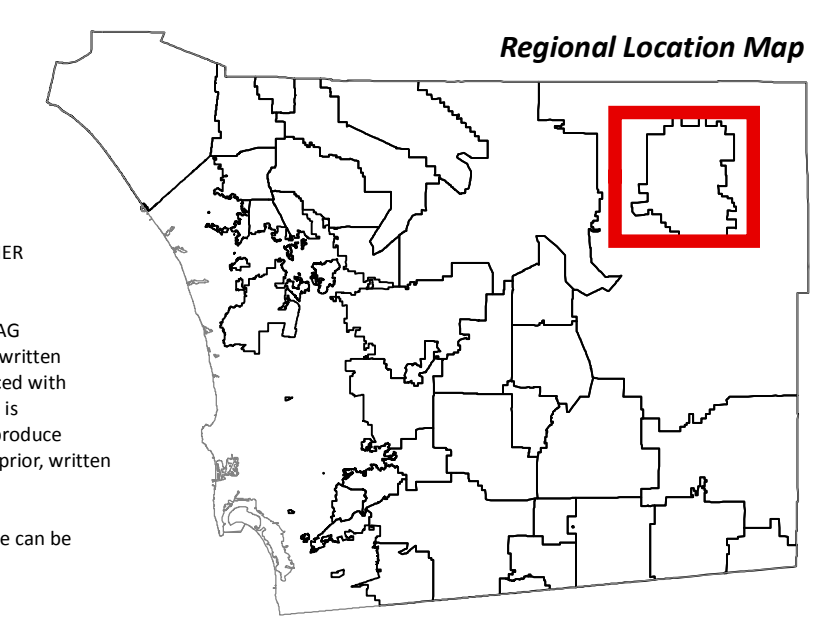 Regional Location Map
ER
AG
written
ced with
is
produce
prior, written
e can be